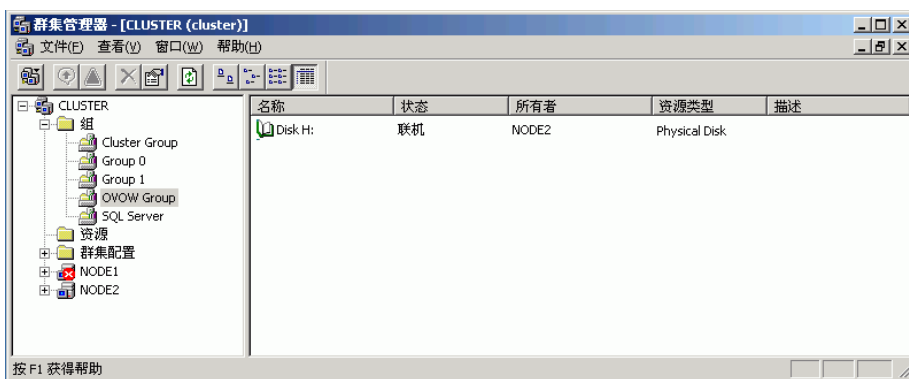 群集管理器 - [CLUSTER (cluster)]
文件(F) 查看(V) 窗口(W) 帮助(H)
CLUSTER
组
Cluster Group
Group 0
Group 1
OVOW Group
SQL Server
资源
群集配置
NODE1
NODE2
名称 状态 所有者 资源类型 描述
Disk H: 联机 NODE2 Physical Disk
按 F1 获得帮助